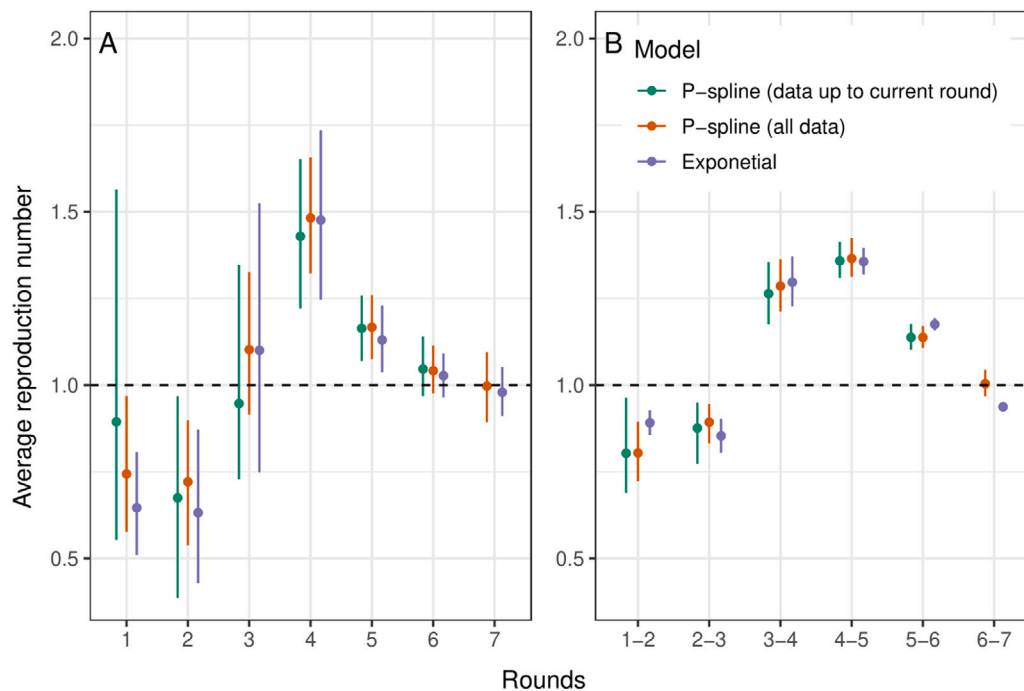 A
B
Model
P−spline (data up to current round)
P−spline (all data)
Exponetial
Average reproduction number
2.0
1.5
1.0
0.5
2.0
1.5
1.0
0.5
1 2 3 4 5 6 7
1−2 2−3 3−4 4−5 5−6 6−7
Rounds